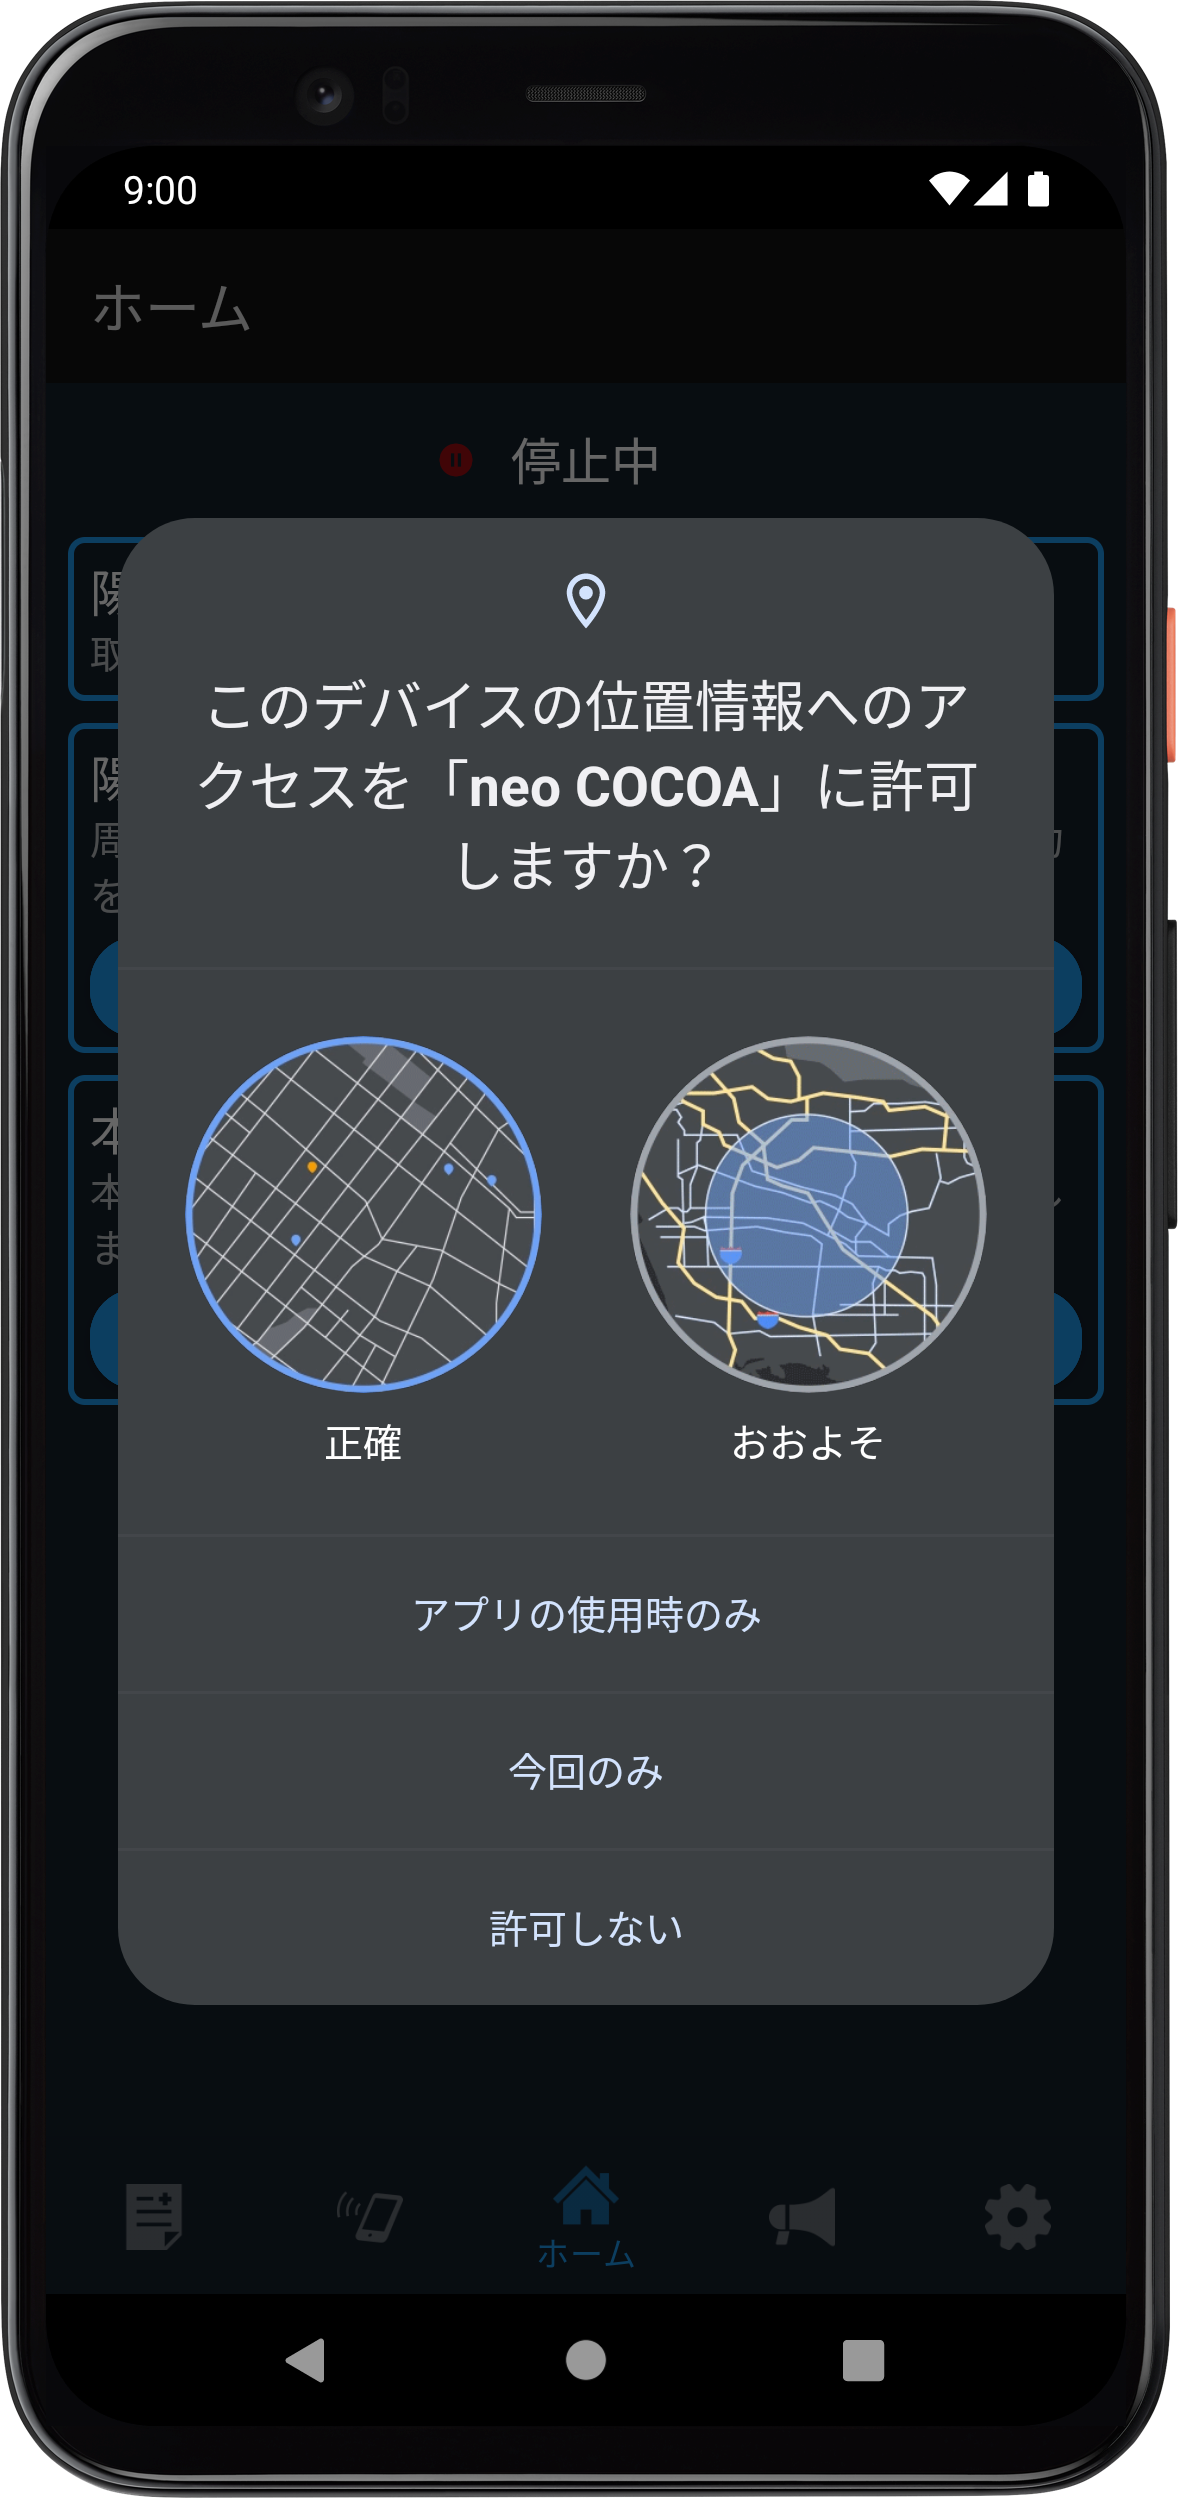 9:00
ホーム
停止中
取
このデバイスの位置情報へのア
クセスを「neo COCOA」に許可
しますか？
周
を
本
本
ま
正確
おおよそ
アプリの使用時のみ
今回のみ
許可しない
ホーム